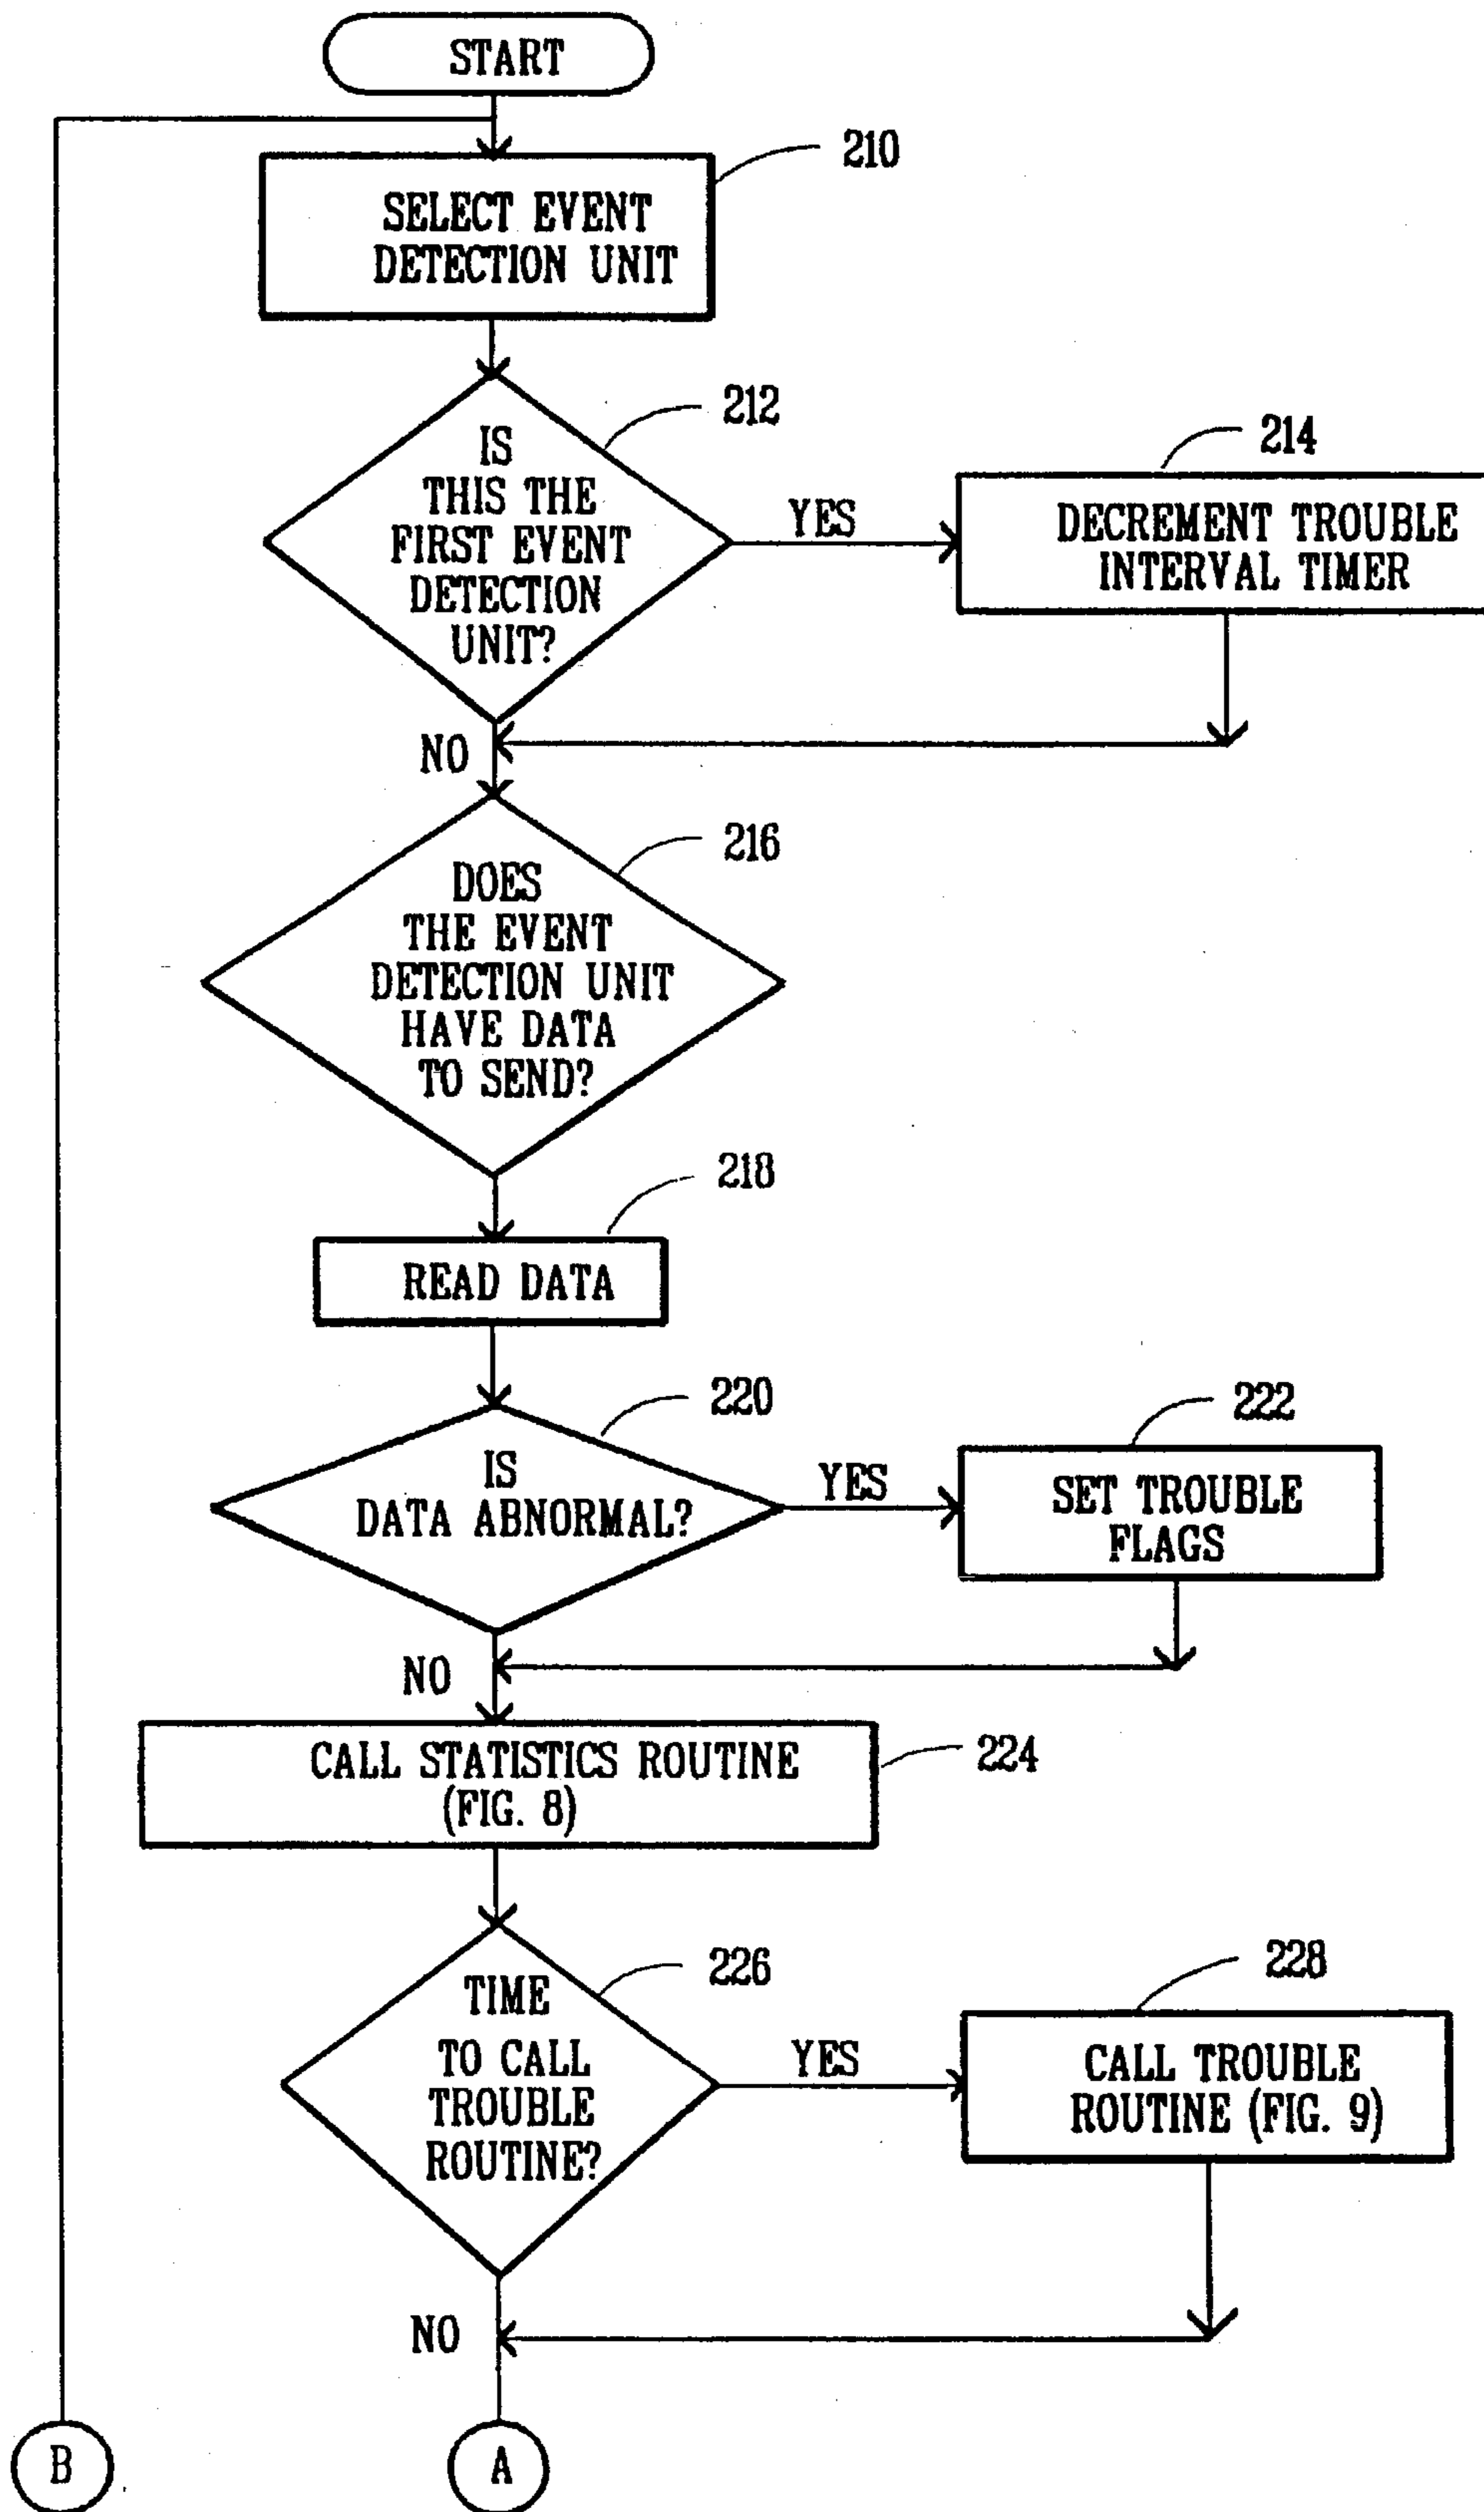 START
210
SELECT EVENT
DETECTION UNIT
212
IS
THIS THE
FIRST EVENT
DETECTION
UNIT?
YES
214
DECREMENT TROUBLE
INTERVAL TIMER
NO
216
DOES
THE EVENT
DETECTION UNIT
HAVE DATA
TO SEND?
218
READ DATA
220
IS
DATA ABNORMAL?
YES
222
SET TROUBLE
FLAGS
NO
CALL STATISTICS ROUTINE
(FIG. 8)
224
226
TIME
TO CALL
TROUBLE
ROUTINE?
YES
228
CALL TROUBLE
ROUTINE (FIG. 9)
NO
B
A